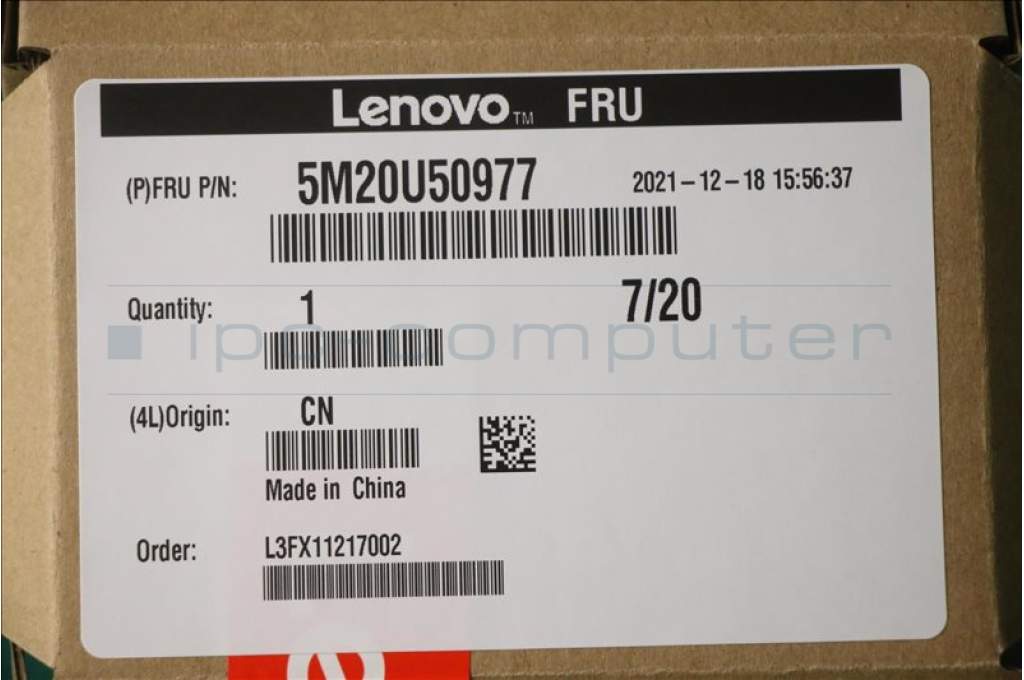 Lenovo™ FRU
(P)FRU P/N: 5M20U50977 2021-12-18 15:56:37
Quantity: 1 7/20
ipc-computer
(4L)Origin: CN
Made in China
Order: L3FX11217002